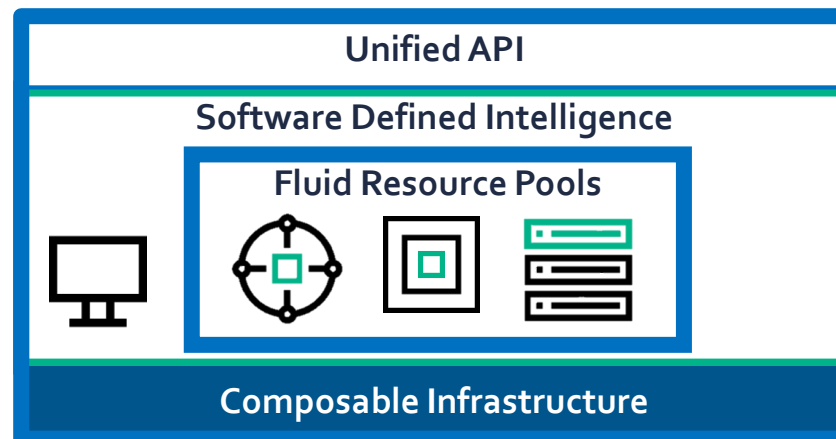 Unified API
Software Defined Intelligence
Fluid Resource Pools
Composable Infrastructure